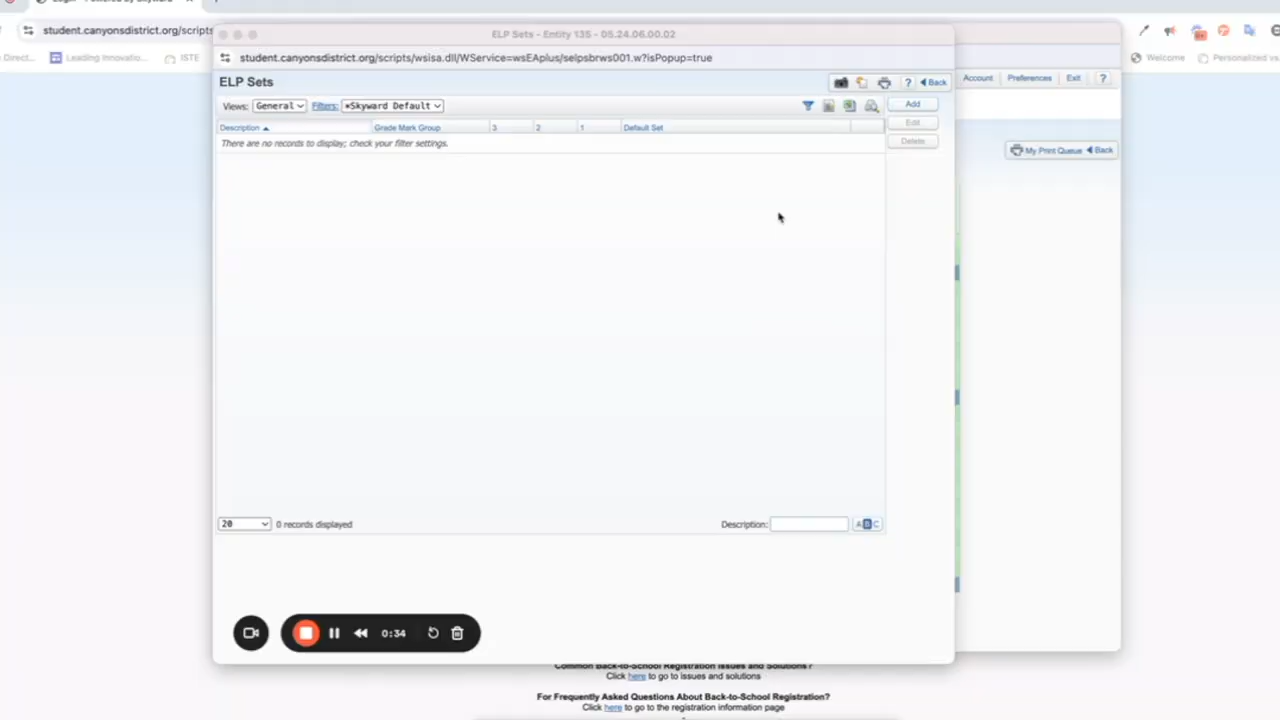 student.canyonsdistrict.org/scripts
Direct...
Leading Innovatio...
ISTE
Welcome
Personalized vs.
ELP Sets - Entity 135 - 05.24.06.00.02
student.canyonsdistrict.org/scripts/wsisa.dll/WService=wsEAplus/selpsbrws001.w?isPopup=true
ELP Sets
? Back
Account Preferences Exit ?
Views: General Filters: *Skyward Default
Add
Edit
Delete
Description Grade Mark Group 3 2 1 Default Set
There are no records to display; check your filter settings.
My Print Queue Back
20 0 records displayed
Description: A B C
0:34
Common Back-to-School Registration Issues and Solutions?
Click here to go to issues and solutions
For Frequently Asked Questions About Back-to-School Registration?
Click here to go to the registration information page